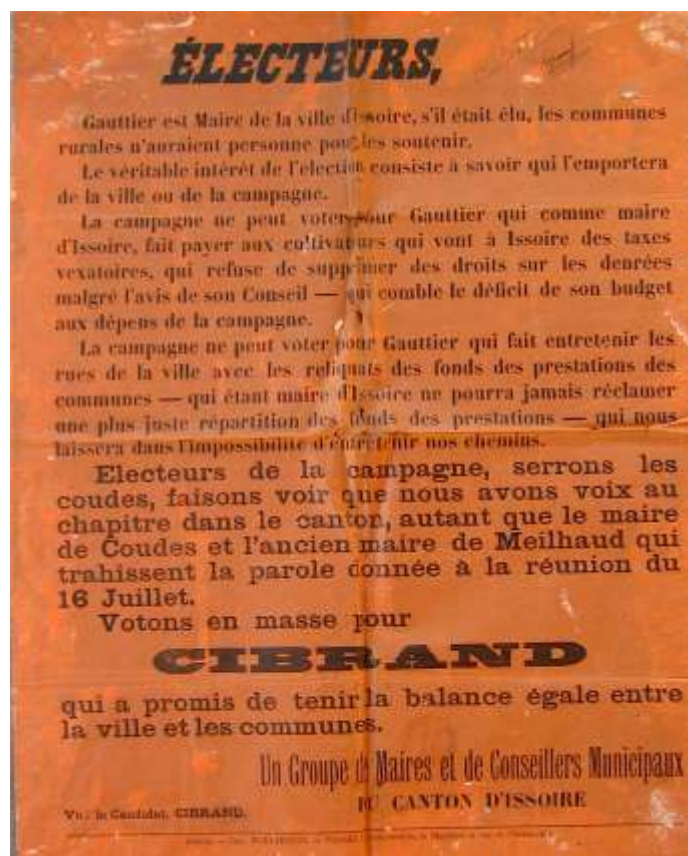 ÉLECTEURS,
Gauttier est Maire de la ville d'Issoire, s'il était élu, les communes
rurales n'auraient personne pour les soutenir.
Le véritable intérêt de l'election consiste à savoir qui l'emportera
de la ville ou de la campagne.
La campagne ne peut voter pour Gauttier qui comme maire
d'Issoire, fait payer aux cultivateurs qui vont à Issoire des taxes
vexatoires, qui refuse de supprimer des droits sur les denrées
malgré l'avis de son Conseil — qui comble le déficit de son budget
aux dépens de la campagne.
La campagne ne peut voter pour Gauttier qui fait entretenir les
rues de la ville avec les reliquats des fonds des prestations des
communes — qui étant maire d'Issoire ne pourra jamais réclamer
une plus juste répartition des fonds des prestations — qui nous
laissera dans l'impossibilité d'entretenir nos chemins.
Electeurs de la campagne, serrons les
coudes, faisons voir que nous avons voix au
chapitre dans le canton, autant que le maire
de Coudes et l'ancien maire de Meilhaud qui
trahissent la parole donnée à la réunion du
16 Juillet.
Votons en masse pour
CIBRAND
qui a promis de tenir la balance égale entre
la ville et les communes.
Un Groupe de Maires et de Conseillers Municipaux
DU CANTON D'ISSOIRE
Vu: le Candidat, CIBRAND.